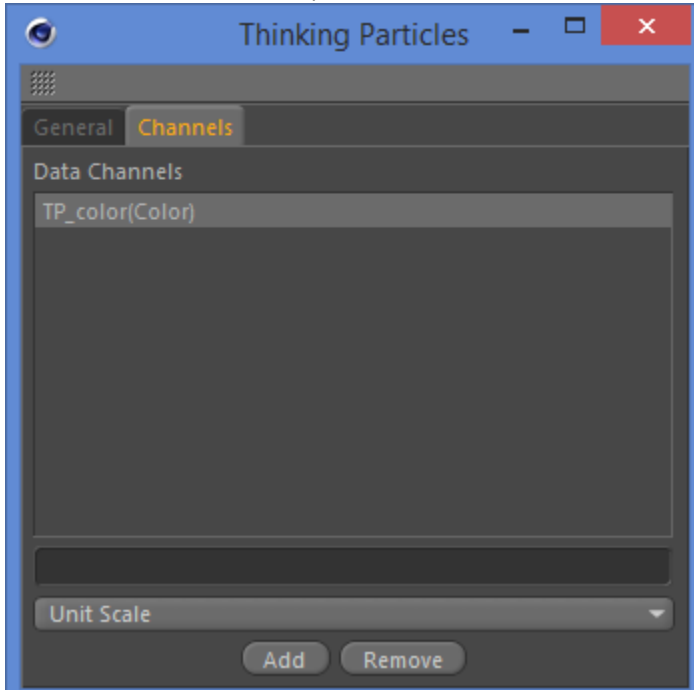 Thinking Particles
General Channels
Data Channels
TP_color(Color)
Unit Scale
Add Remove